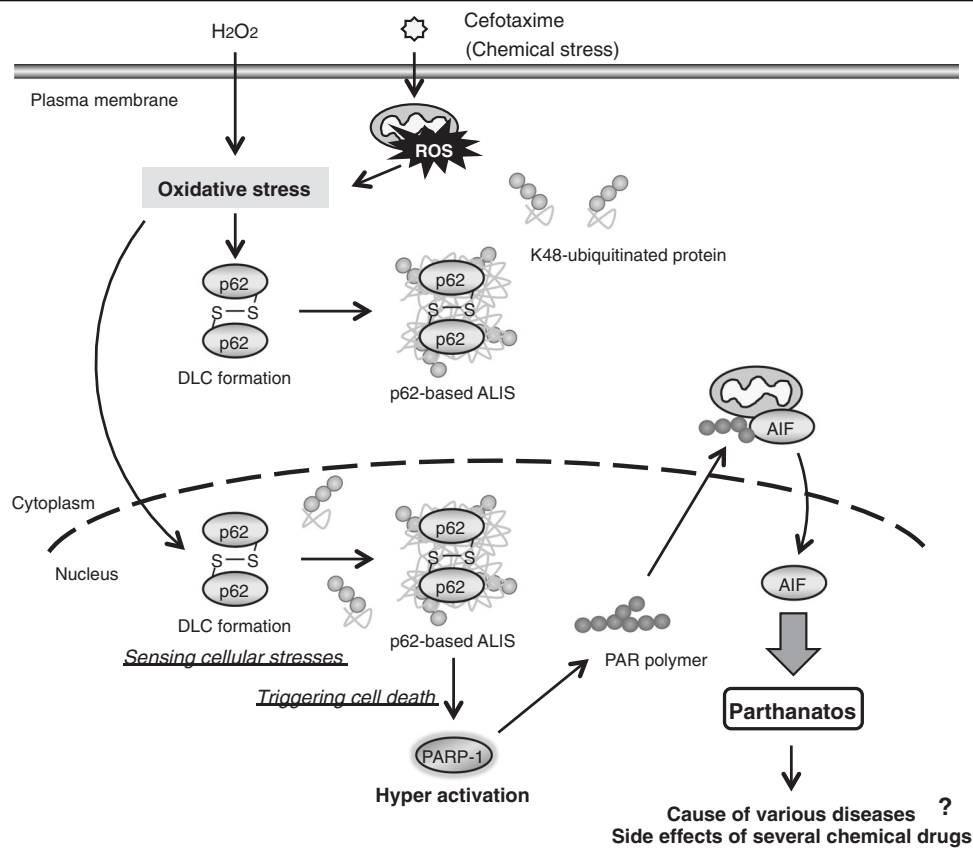 H2O2
Cefotaxime
(Chemical stress)
Plasma membrane
ROS
Oxidative stress
K48-ubiquitinated protein
p62
S–S
p62
DLC formation
p62
S–S
p62
p62-based ALIS
AIF
Cytoplasm
Nucleus
p62
S–S
p62
DLC formation
Sensing cellular stresses
p62
S–S
p62
p62-based ALIS
Triggering cell death
PARP-1
Hyper activation
PAR polymer
AIF
Parthanatos
Cause of various diseases ?
Side effects of several chemical drugs